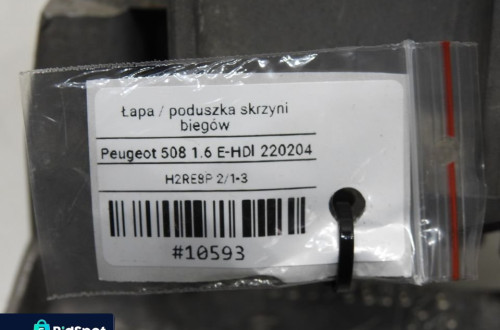 Łapa / poduszka skrzyni
biegów
Peugeot 508 1.6 E-HDI 220204
H2RE8P 2/1-3
#10593
BidSpot